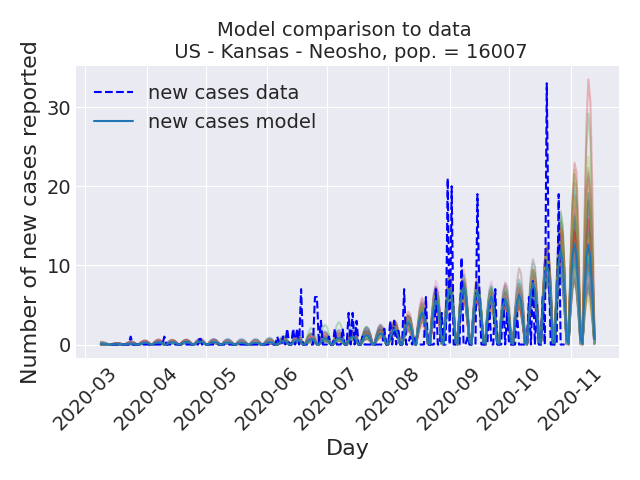 Model comparison to data
US - Kansas - Neosho, pop. = 16007
Number of new cases reported
30
20
10
0
new cases data
new cases model
2020-03
2020-04
2020-05
2020-06
2020-07
2020-08
2020-09
2020-10
2020-11
Day